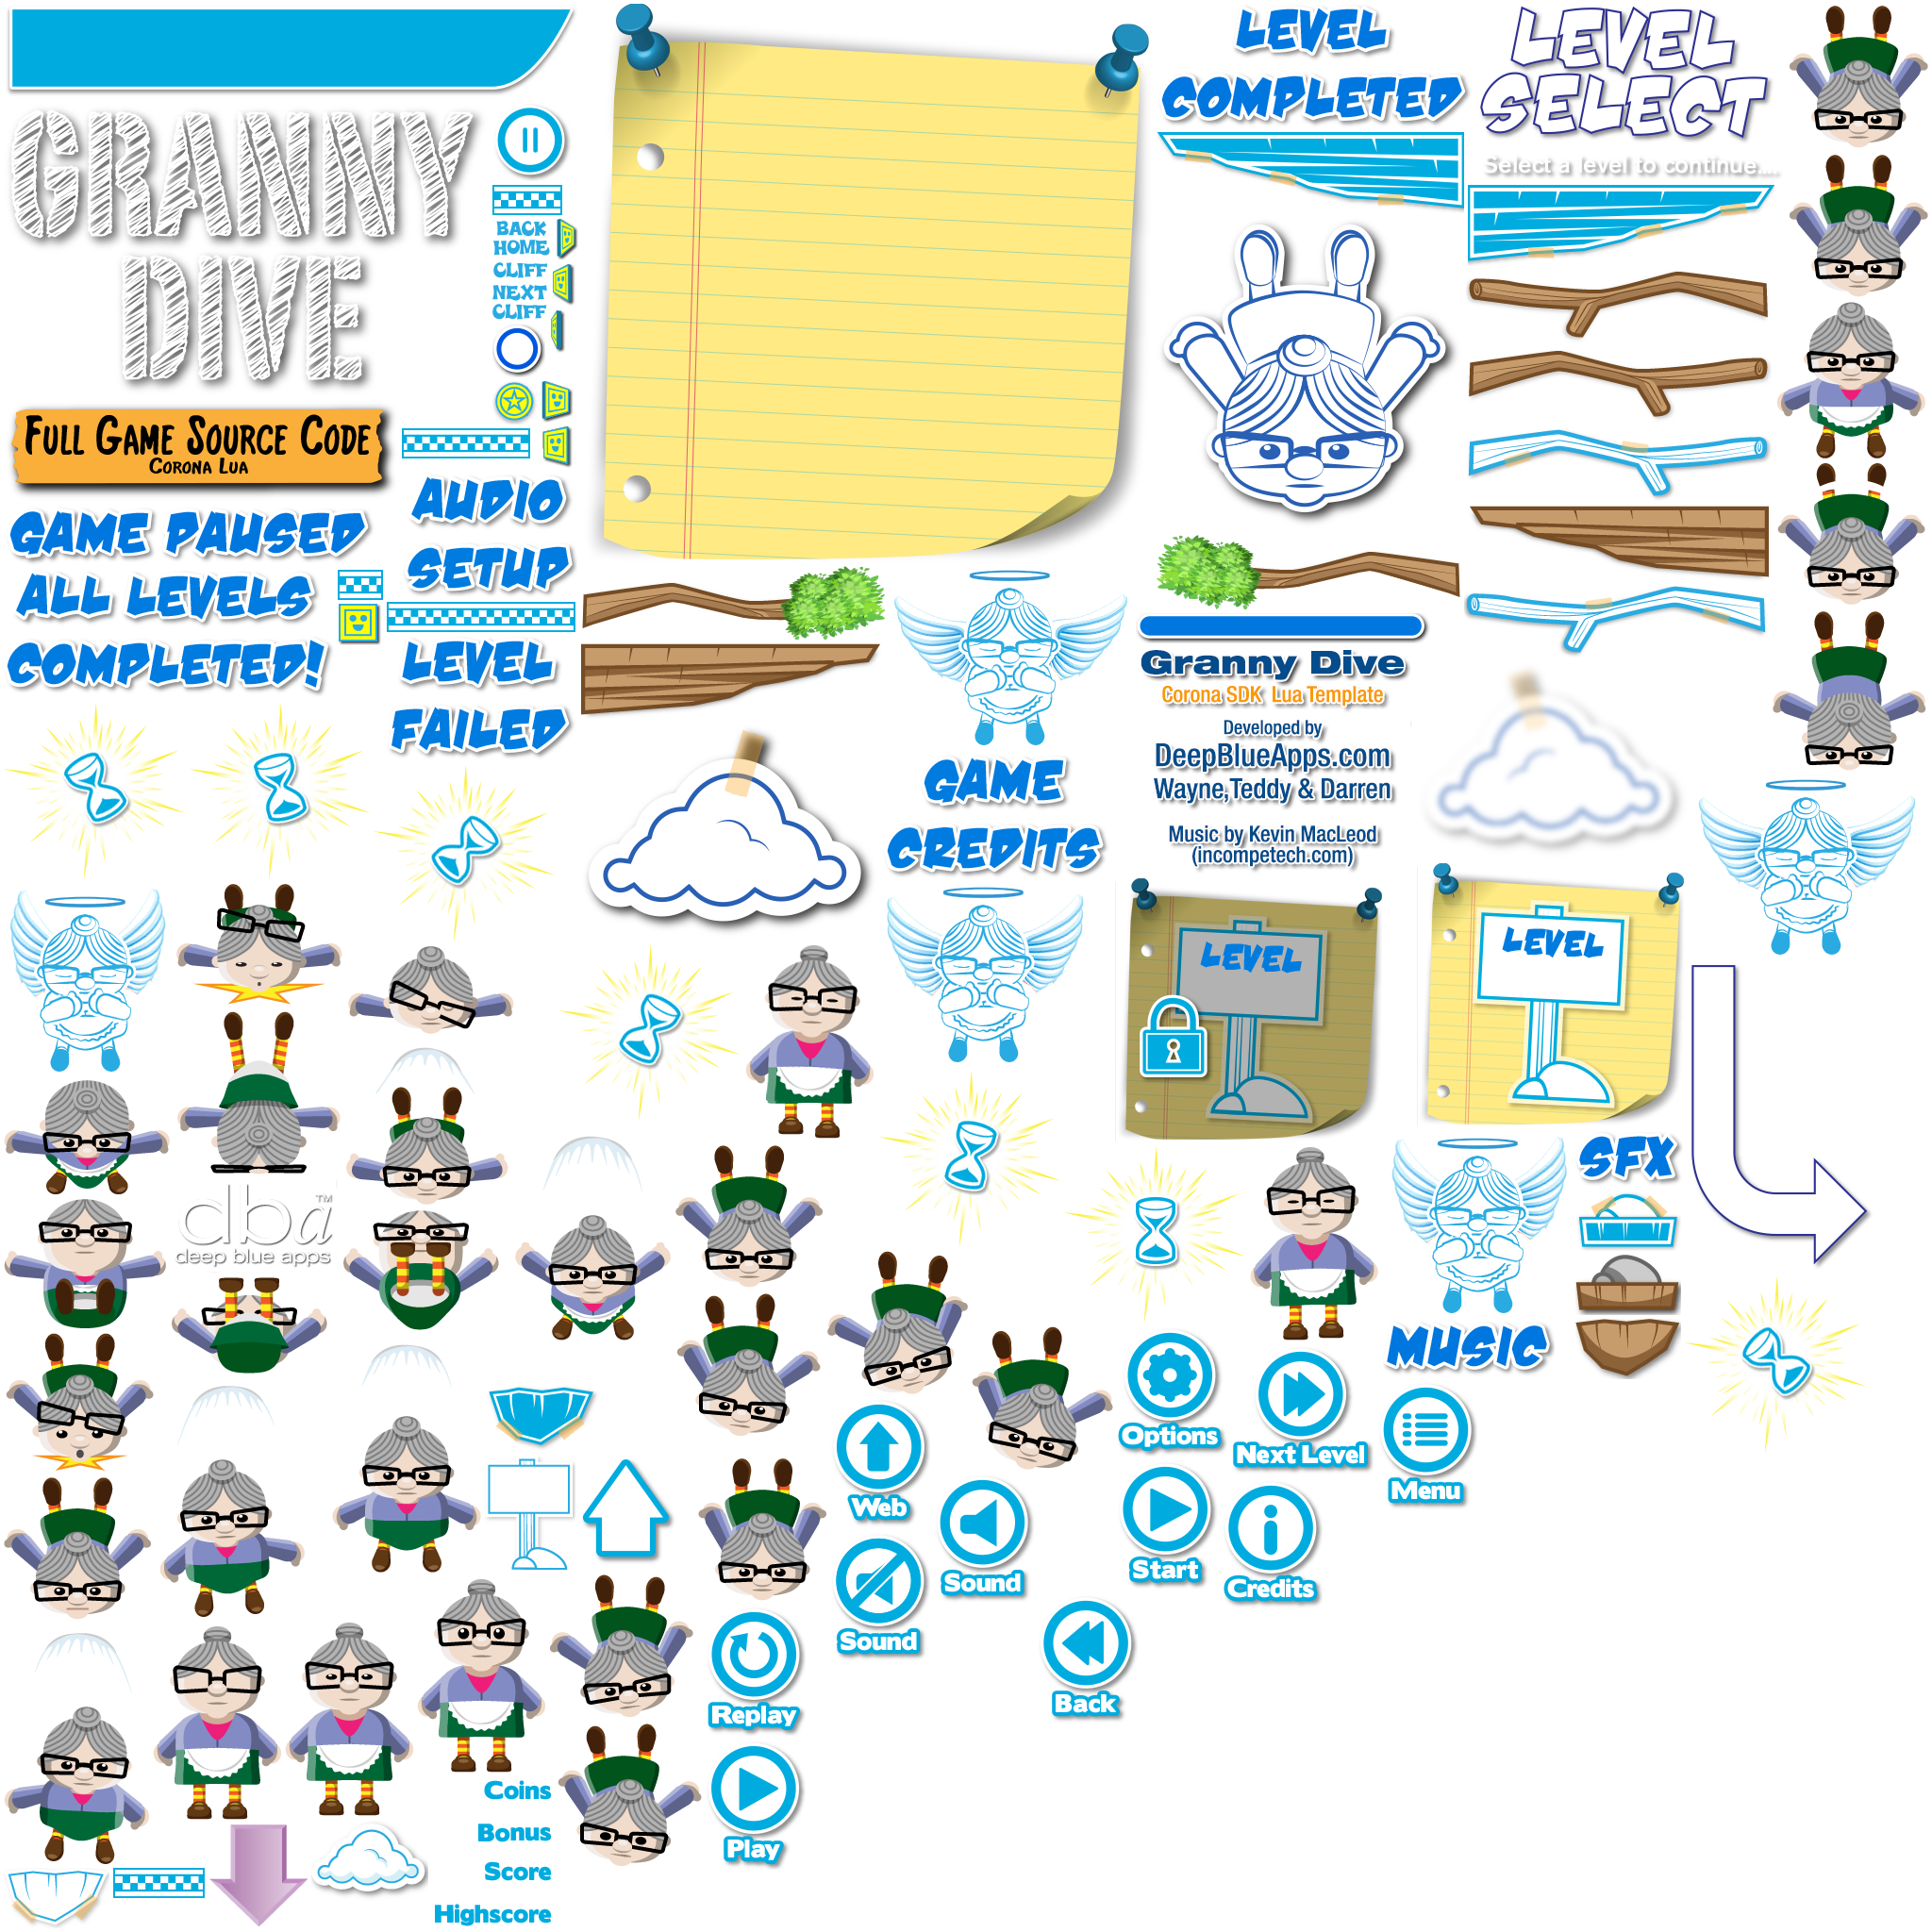 GRANNY
DIVE
FULL GAME SOURCE CODE
CORONA LUA
BACK
HOME
CLIFF
NEXT
CLIFF
GAME PAUSED
ALL LEVELS
COMPLETED!
AUDIO
SETUP
LEVEL
FAILED
LEVEL
COMPLETED
LEVEL
SELECT
Select a level to continue...
GAME
CREDITS
Granny Dive
Corona SDK Lua Template
Developed by
DeepBlueApps.com
Wayne,Teddy & Darren
Music by Kevin MacLeod
(incompetech.com)
LEVEL
LEVEL
SFX
MUSIC
dba™
deep blue apps
Options
Next Level
Menu
Web
Sound
Start
Credits
Sound
Replay
Back
Play
Coins
Bonus
Score
Highscore